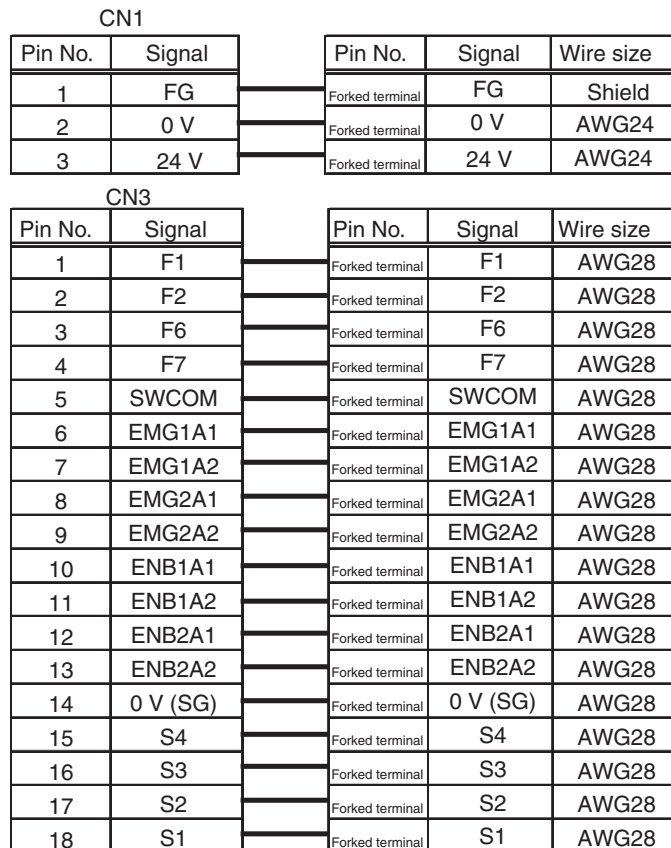 CN1
Pin No. Signal Pin No. Signal Wire size
1 FG Forked terminal FG Shield
2 0 V Forked terminal 0 V AWG24
3 24 V Forked terminal 24 V AWG24
CN3
Pin No. Signal Pin No. Signal Wire size
1 F1 Forked terminal F1 AWG28
2 F2 Forked terminal F2 AWG28
3 F6 Forked terminal F6 AWG28
4 F7 Forked terminal F7 AWG28
5 SWCOM Forked terminal SWCOM AWG28
6 EMG1A1 Forked terminal EMG1A1 AWG28
7 EMG1A2 Forked terminal EMG1A2 AWG28
8 EMG2A1 Forked terminal EMG2A1 AWG28
9 EMG2A2 Forked terminal EMG2A2 AWG28
10 ENB1A1 Forked terminal ENB1A1 AWG28
11 ENB1A2 Forked terminal ENB1A2 AWG28
12 ENB2A1 Forked terminal ENB2A1 AWG28
13 ENB2A2 Forked terminal ENB2A2 AWG28
14 0 V (SG) Forked terminal 0 V (SG) AWG28
15 S4 Forked terminal S4 AWG28
16 S3 Forked terminal S3 AWG28
17 S2 Forked terminal S2 AWG28
18 S1 Forked terminal S1 AWG28